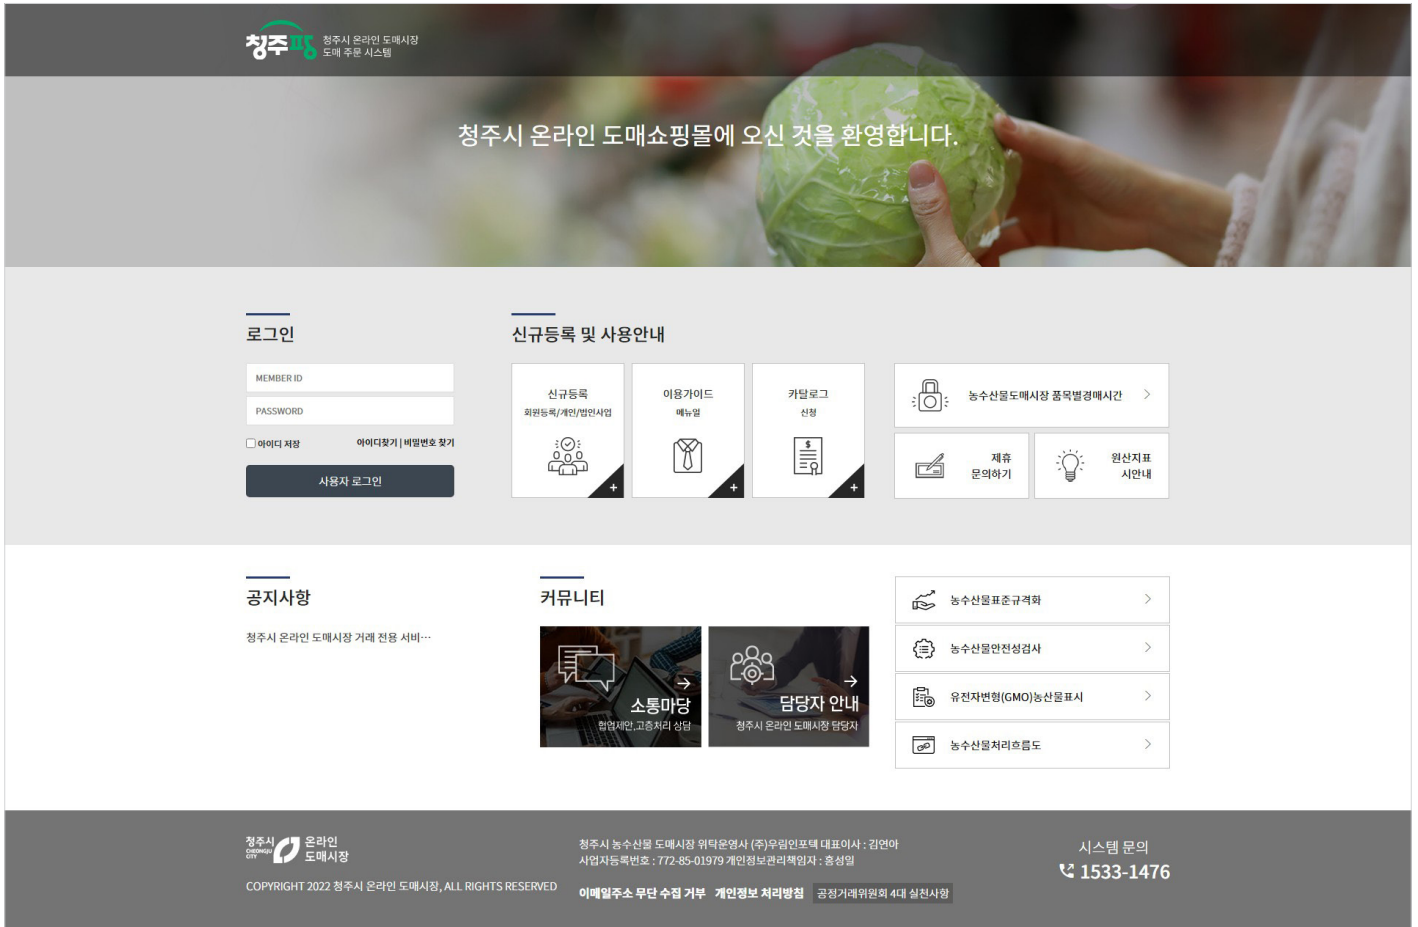 청주팡
청주시 온라인 도매시장
도매 주문 시스템
청주시 온라인 도매쇼핑몰에 오신 것을 환영합니다.
로그인
MEMBER ID
PASSWORD
아이디 저장
아이디찾기 | 비밀번호 찾기
사용자 로그인
신규등록 및 사용안내
신규등록
회원등록/개인/법인사업
+
이용가이드
메뉴얼
+
카탈로그
신청
$
+
농수산물도매시장 품목별경매시간
제휴
문의하기
원산지표
시안내
공지사항
청주시 온라인 도매시장 거래 전용 서비…
커뮤니티
소통마당
협업제안,고충처리 상담
담당자 안내
청주시 온라인 도매시장 담당자
농수산물표준규격화
농수산물안전성검사
유전자변형(GMO)농산물표시
농수산물처리흐름도
청주시
CHEONGJU
CITY
온라인
도매시장
COPYRIGHT 2022 청주시 온라인 도매시장, ALL RIGHTS RESERVED
청주시 농수산물 도매시장 위탁운영사 (주)우림인포텍 대표이사 : 김연아
사업자등록번호 : 772-85-01979 개인정보관리책임자 : 홍성일
이메일주소 무단 수집 거부 개인정보 처리방침 공정거래위원회 4대 실천사항
시스템 문의
1533-1476